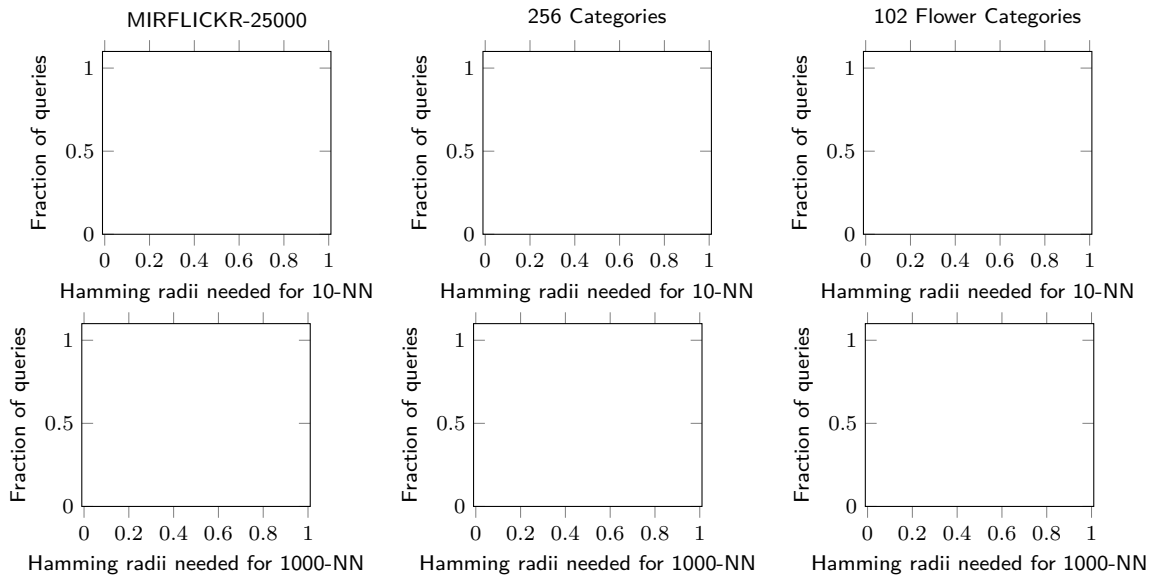 MIRFLICKR-25000
256 Categories
102 Flower Categories
Fraction of queries
1
0.5
0
0 0.2 0.4 0.6 0.8 1
Hamming radii needed for 10-NN
Fraction of queries
1
0.5
0
0 0.2 0.4 0.6 0.8 1
Hamming radii needed for 10-NN
Fraction of queries
1
0.5
0
0 0.2 0.4 0.6 0.8 1
Hamming radii needed for 10-NN
Fraction of queries
1
0.5
0
0 0.2 0.4 0.6 0.8 1
Hamming radii needed for 1000-NN
Fraction of queries
1
0.5
0
0 0.2 0.4 0.6 0.8 1
Hamming radii needed for 1000-NN
Fraction of queries
1
0.5
0
0 0.2 0.4 0.6 0.8 1
Hamming radii needed for 1000-NN